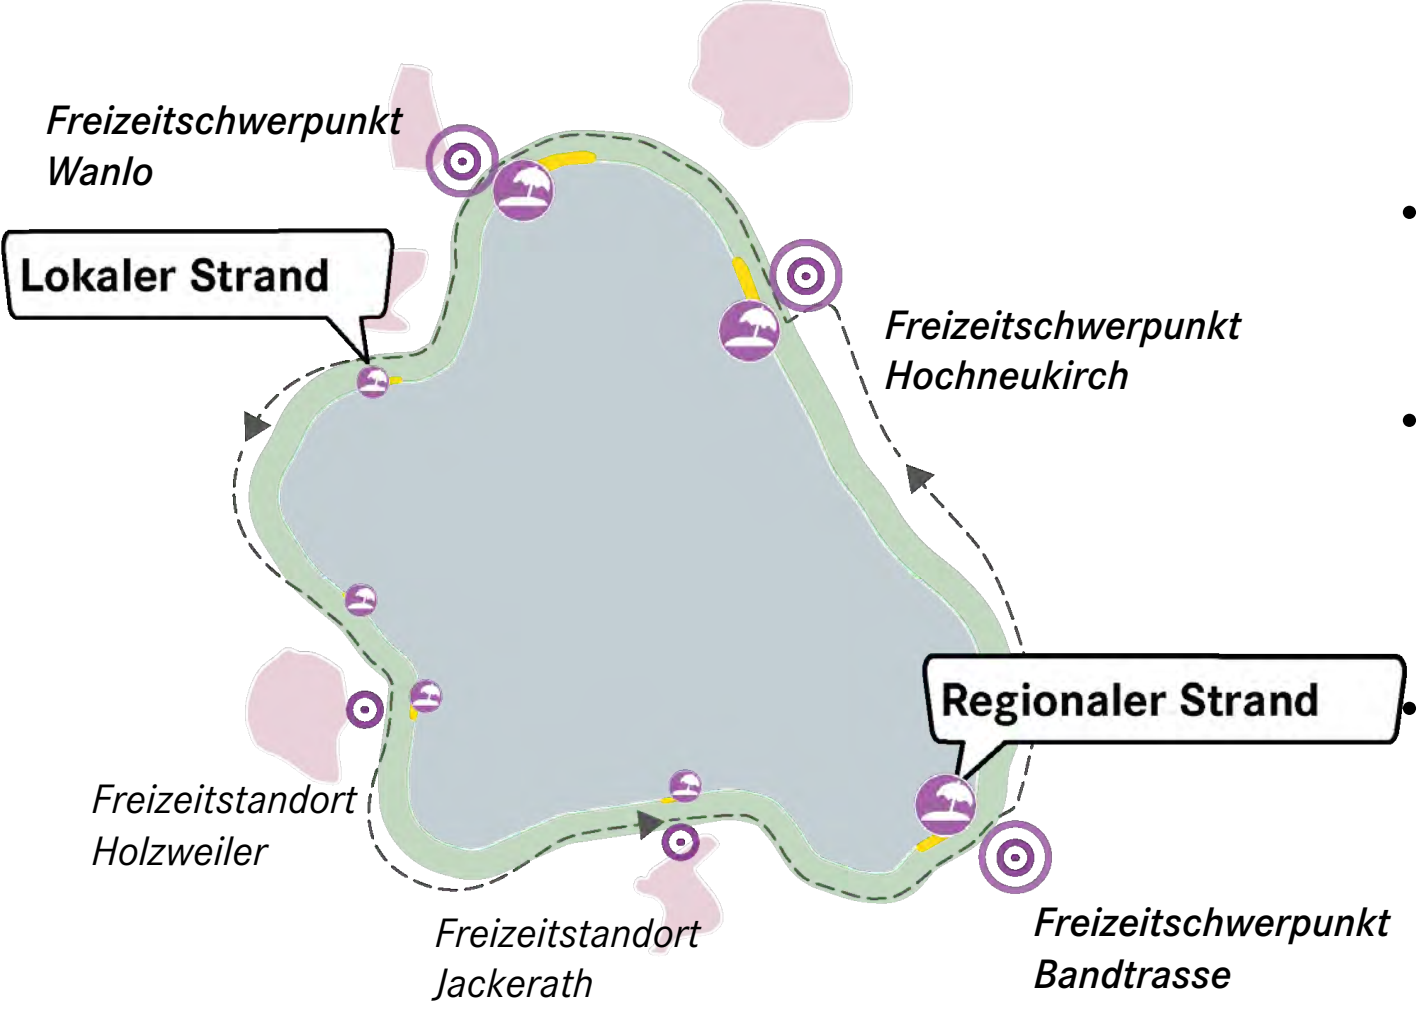 Freizeitschwerpunkt
Wanlo
Lokaler Strand
Freizeitschwerpunkt
Hochneukirch
Regionaler Strand
Freizeitstandort
Holzweiler
Freizeitstandort
Jackerath
Freizeitschwerpunkt
Bandtrasse